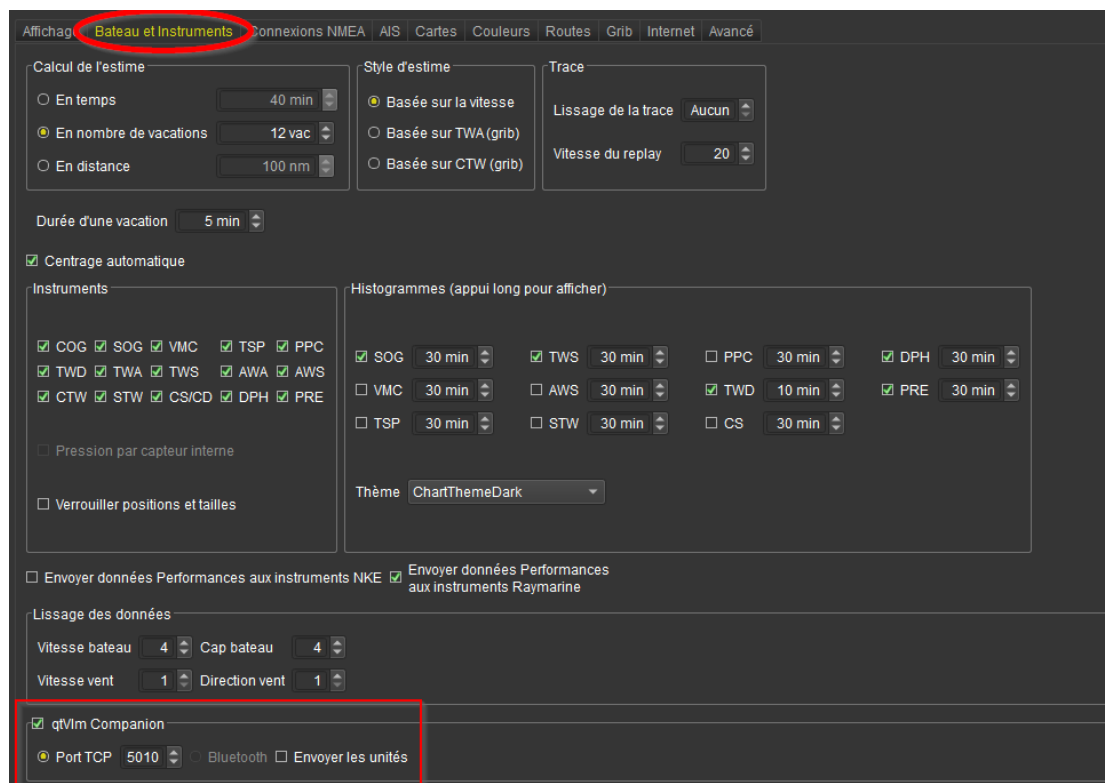 Affichage Bateau et Instruments Connexions NMEA AIS Cartes Couleurs Routes Grib Internet Avancé
Calcul de l'estime Style d'estime Trace
En temps 40 min Basée sur la vitesse Lissage de la trace Aucun
En nombre de vacations 12 vac Basée sur TWA (grib)
En distance 100 nm Basée sur CTW (grib) Vitesse du replay 20
Durée d'une vacation 5 min
Centrage automatique
Instruments Histogrammes (appui long pour afficher)
COG SOG VMC TSP PPC
TWD TWA TWS AWA AWS
CTW STW CS/CD DPH PRE
SOG 30 min TWS 30 min PPC 30 min DPH 30 min
VMC 30 min AWS 30 min TWD 10 min PRE 30 min
TSP 30 min STW 30 min CS 30 min
Pression par capteur interne
Verrouiller positions et tailles
Thème ChartThemeDark
Envoyer données Performances aux instruments NKE
Envoyer données Performances
aux instruments Raymarine
Lissage des données
Vitesse bateau 4 Cap bateau 4
Vitesse vent 1 Direction vent 1
qtVlm Companion
Port TCP 5010 Bluetooth Envoyer les unités